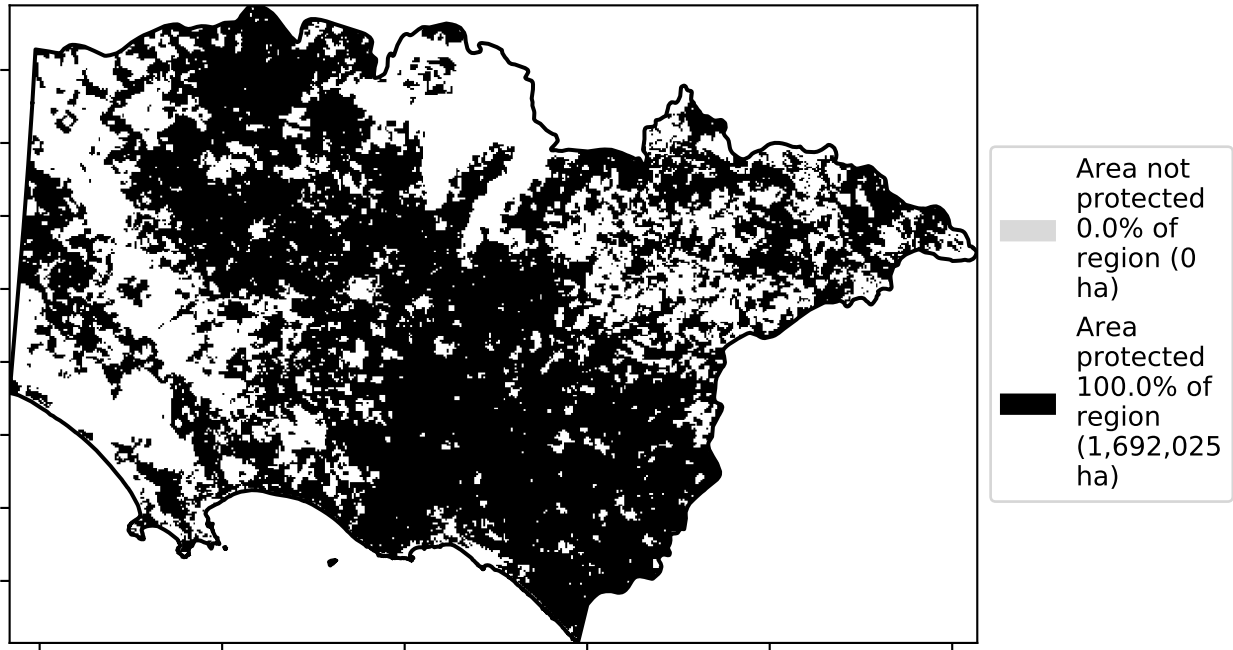 Area not
protected
0.0% of
region (0
ha)
Area
protected
100.0% of
region
(1,692,025
ha)